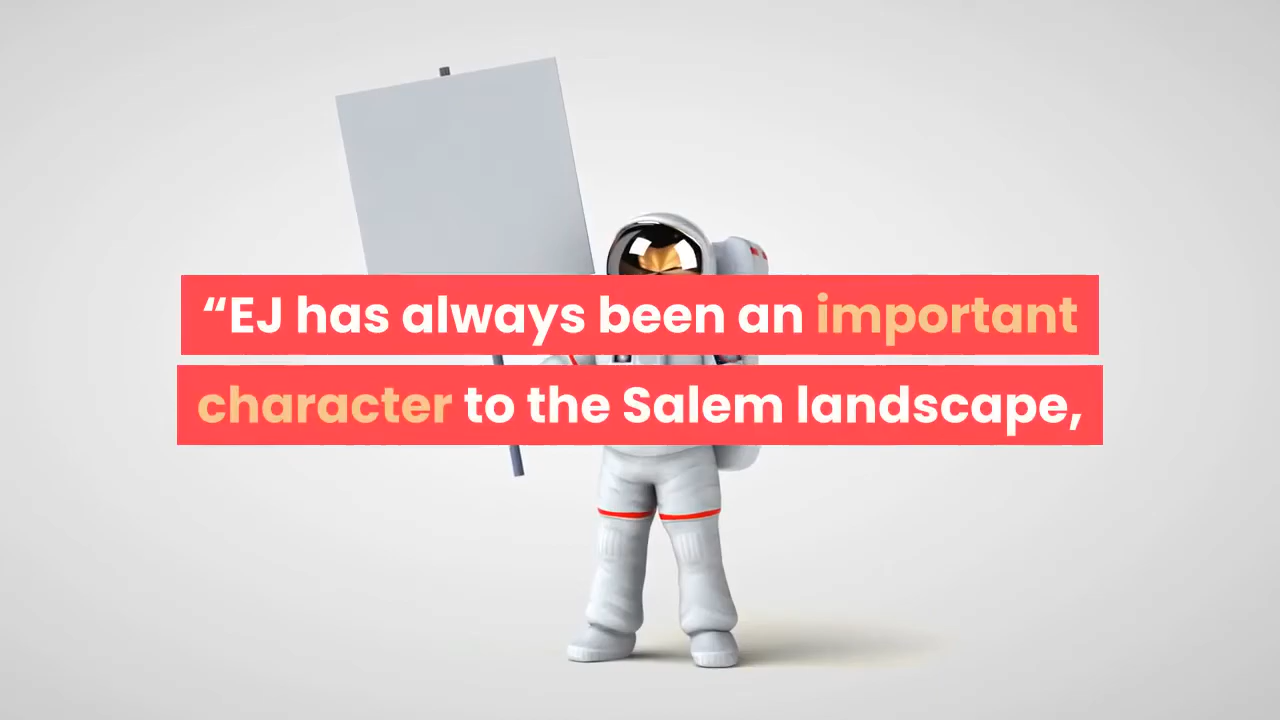 “EJ has always been an important
character to the Salem landscape,